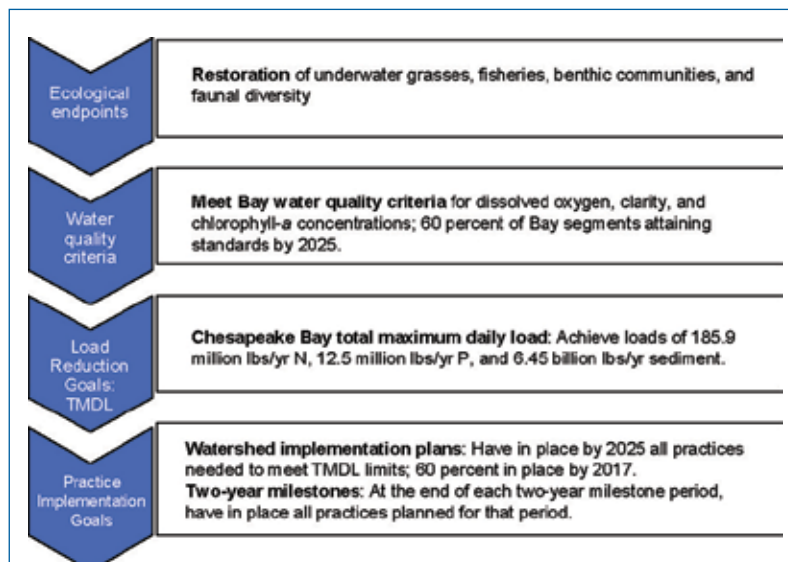 Ecological
endpoints
Restoration of underwater grasses, fisheries, benthic communities, and
faunal diversity
Water
quality
criteria
Meet Bay water quality criteria for dissolved oxygen, clarity, and
chlorophyll-a concentrations; 60 percent of Bay segments attaining
standards by 2025.
Load
Reduction
Goals:
TMDL
Chesapeake Bay total maximum daily load: Achieve loads of 185.9
million lbs/yr N, 12.5 million lbs/yr P, and 6.45 billion lbs/yr sediment.
Practice
Implementation
Goals
Watershed implementation plans: Have in place by 2025 all practices
needed to meet TMDL limits; 60 percent in place by 2017.
Two-year milestones: At the end of each two-year milestone period,
have in place all practices planned for that period.